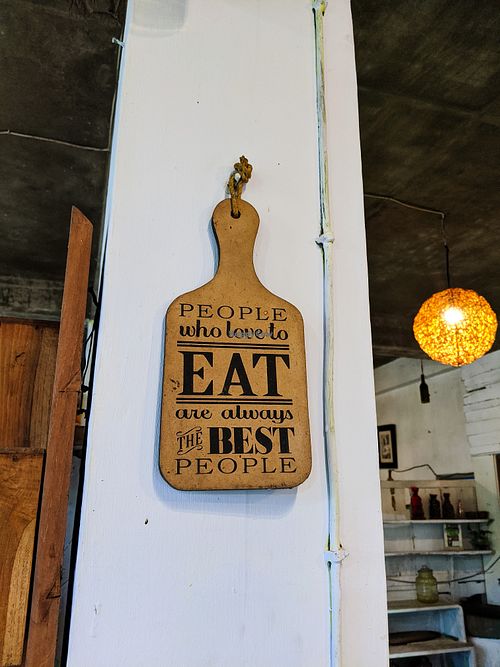 PEOPLE
who love to
EAT
are always
THE BEST
PEOPLE